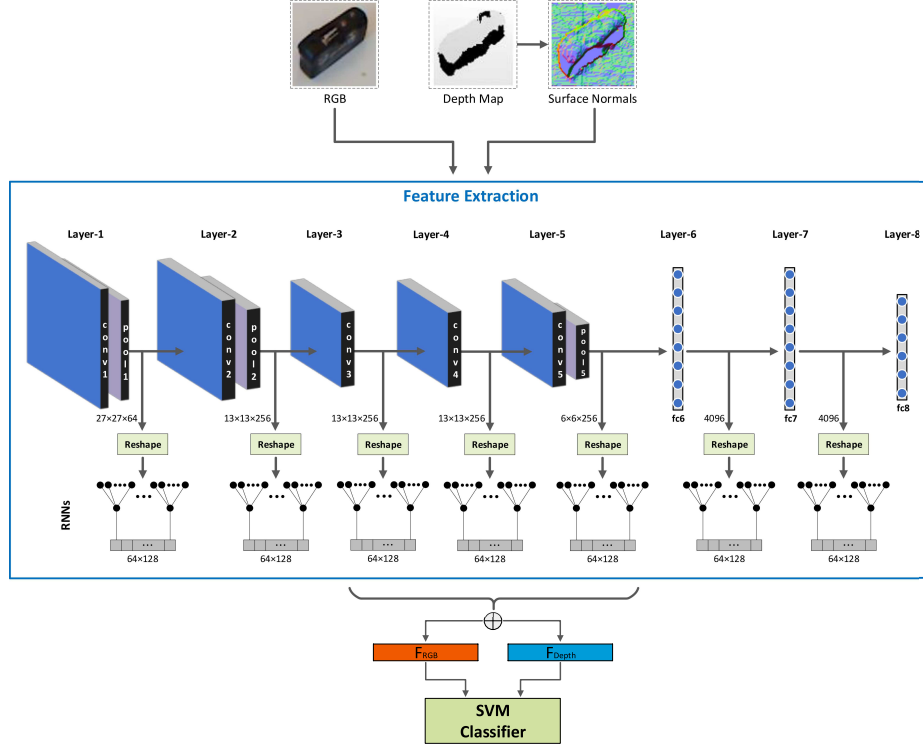 RGB
Depth Map
Surface Normals
Feature Extraction
Layer-1
Layer-2
Layer-3
Layer-4
Layer-5
Layer-6
Layer-7
Layer-8
conv1
pool1
conv2
pool2
conv3
conv4
conv5
pool5
27×27×64
13×13×256
13×13×256
13×13×256
6×6×256
fc6
4096
fc7
4096
fc8
Reshape
Reshape
Reshape
Reshape
Reshape
Reshape
Reshape
RNNs
...
...
...
...
...
...
...
...
...
...
...
...
...
...
64×128
64×128
64×128
64×128
64×128
64×128
64×128
FRGB
FDepth
SVM
Classifier